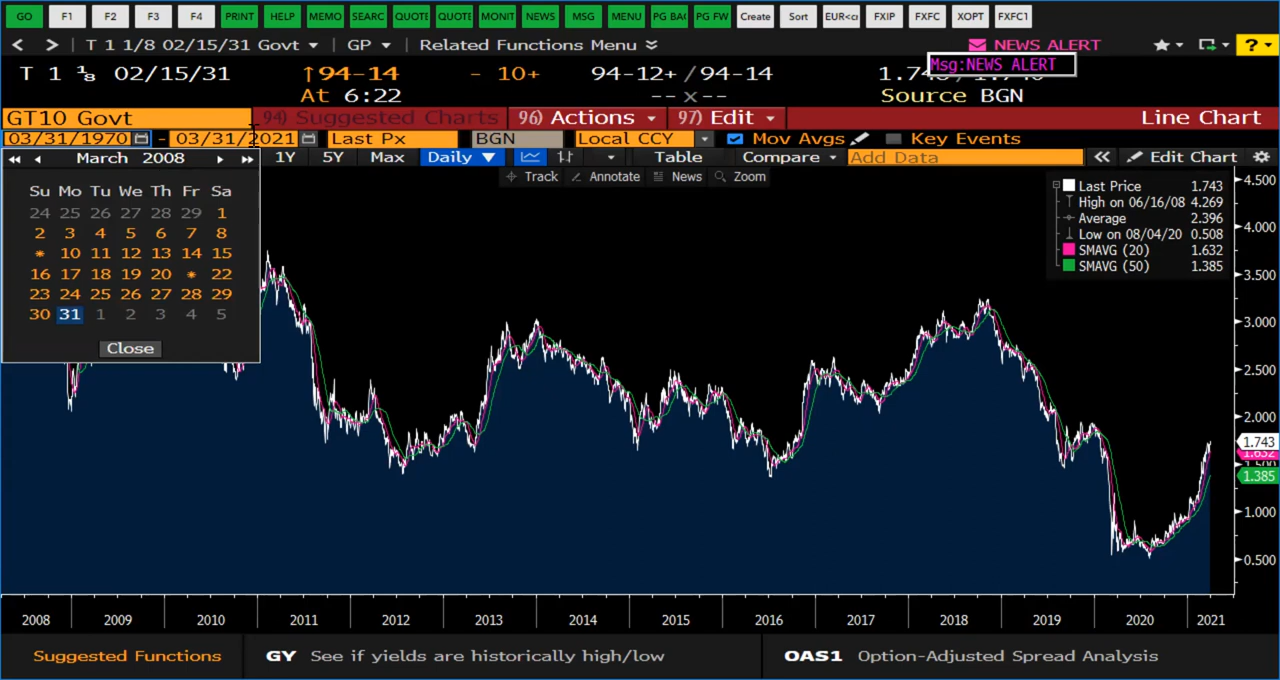 GO F1 F2 F3 F4 PRINT HELP MEMO SEARC QUOTE QUOTE MONIT NEWS MSG MENU PG BAC PG FW Create Sort EUR<cr FXIP FXFC XOPT FXFC1
< > T 1 1/8 02/15/31 Govt GP Related Functions Menu NEWS ALERT ?
Msg:NEWS ALERT
T 1 ⅛ 02/15/31 ↑94-14 - 10+ 94-12+/94-14
At 6:22 -- x -- Source BGN
GT10 Govt 94) Suggested Charts 96) Actions 97) Edit Line Chart
03/31/1970 - 03/31/2021 Last Px BGN Local CCY Mov Avgs Key Events
March 2008 1Y 5Y Max Daily Table Compare Add Data « Edit Chart
Track Annotate News Zoom
Su Mo Tu We Th Fr Sa
24 25 26 27 28 29 1
2 3 4 5 6 7 8
* 10 11 12 13 14 15
16 17 18 19 20 * 22
23 24 25 26 27 28 29
30 31 1 2 3 4 5
Close
Last Price 1.743
High on 06/16/08 4.269
Average 2.396
Low on 08/04/20 0.508
SMAVG (20) 1.632
SMAVG (50) 1.385
4.500
4.000
3.500
3.000
2.500
2.000
1.743
1.632
1.500
1.385
1.000
0.500
2008 2009 2010 2011 2012 2013 2014 2015 2016 2017 2018 2019 2020 2021
Suggested Functions GY See if yields are historically high/low OAS1 Option-Adjusted Spread Analysis